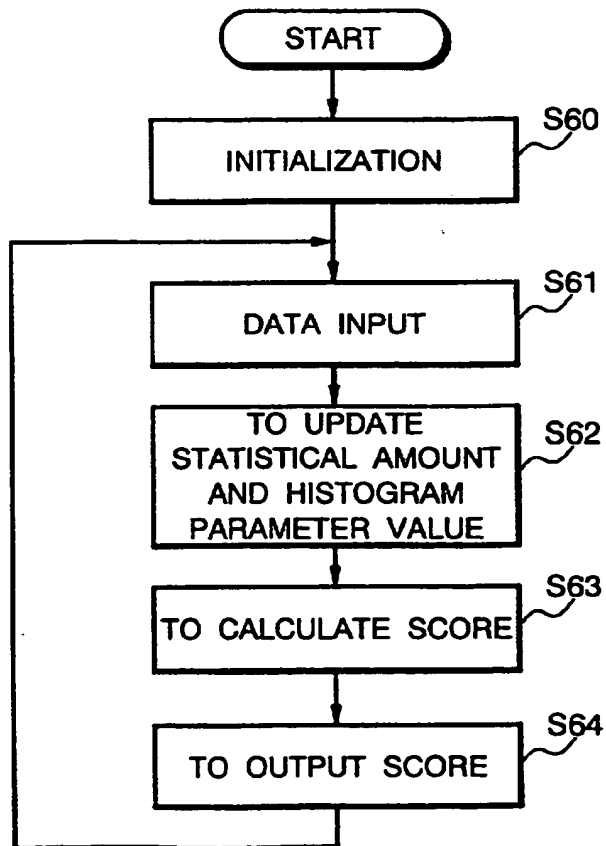 START
S60
INITIALIZATION
S61
DATA INPUT
S62
TO UPDATE
STATISTICAL AMOUNT
AND HISTOGRAM
PARAMETER VALUE
S63
TO CALCULATE SCORE
S64
TO OUTPUT SCORE